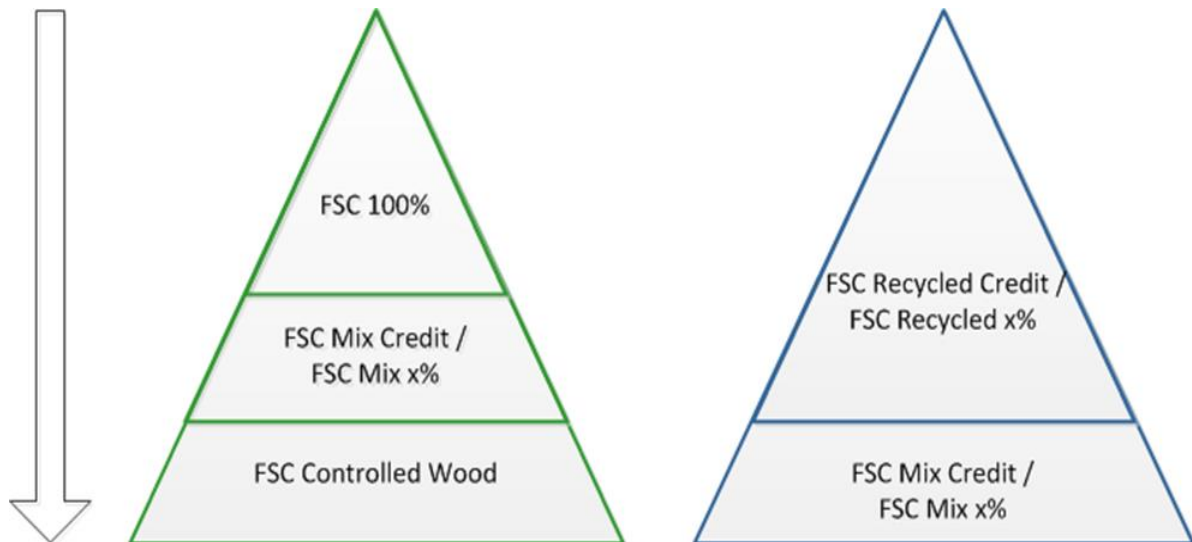 FSC 100%
FSC Mix Credit /
FSC Mix x%
FSC Controlled Wood
FSC Recycled Credit /
FSC Recycled x%
FSC Mix Credit /
FSC Mix x%